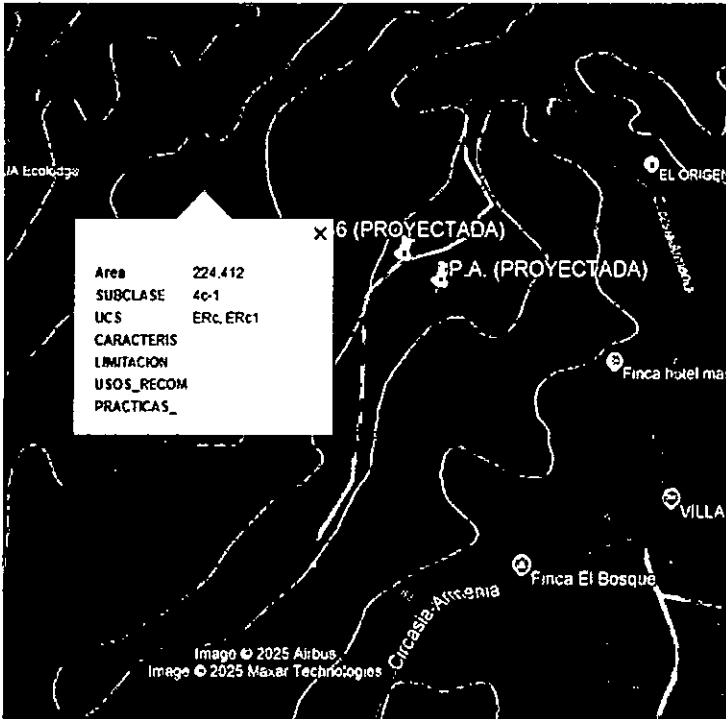 IA Ecolodge
EL ORIGEN
6 (PROYECTADA)
P.A. (PROYECTADA)
Area 224,412
SUBCLASE 4c-1
UCS ERc, ERc1
CARACTERIS
LIMITACION
USOS_RECOM
PRACTICAS_
Finca hotel mas
VILLA
Finca El Bosque
Circasia-Armenia
Image © 2025 Airbus
Image © 2025 Maxar Technologies